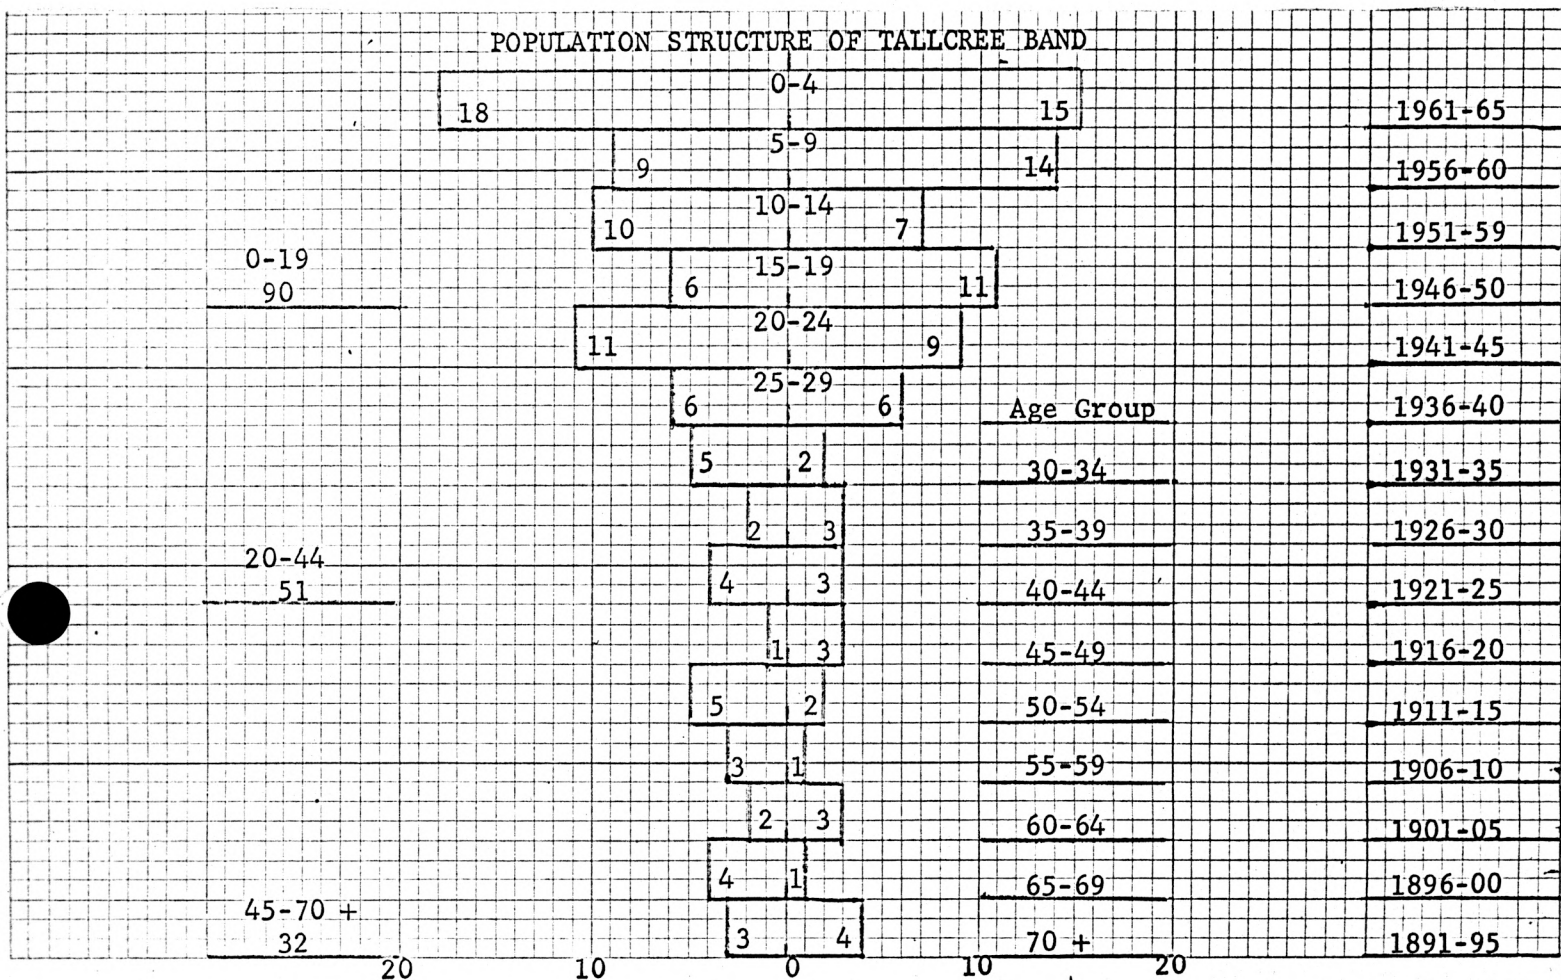 POPULATION STRUCTURE OF TALLCREE BAND
0-4
18 15 1961-65
5-9
9 14 1956-60
10-14
10 7 1951-59
0-19 15-19
90 6 11 1946-50
20-24
11 9 1941-45
25-29
6 6 Age Group 1936-40
5 2 30-34 1931-35
2 3 35-39 1926-30
20-44
51 4 3 40-44 1921-25
1 3 45-49 1916-20
5 2 50-54 1911-15
3 1 55-59 1906-10
2 3 60-64 1901-05
4 1 65-69 1896-00
45-70 +
32 3 4 70 + 1891-95
20 10 0 10 20